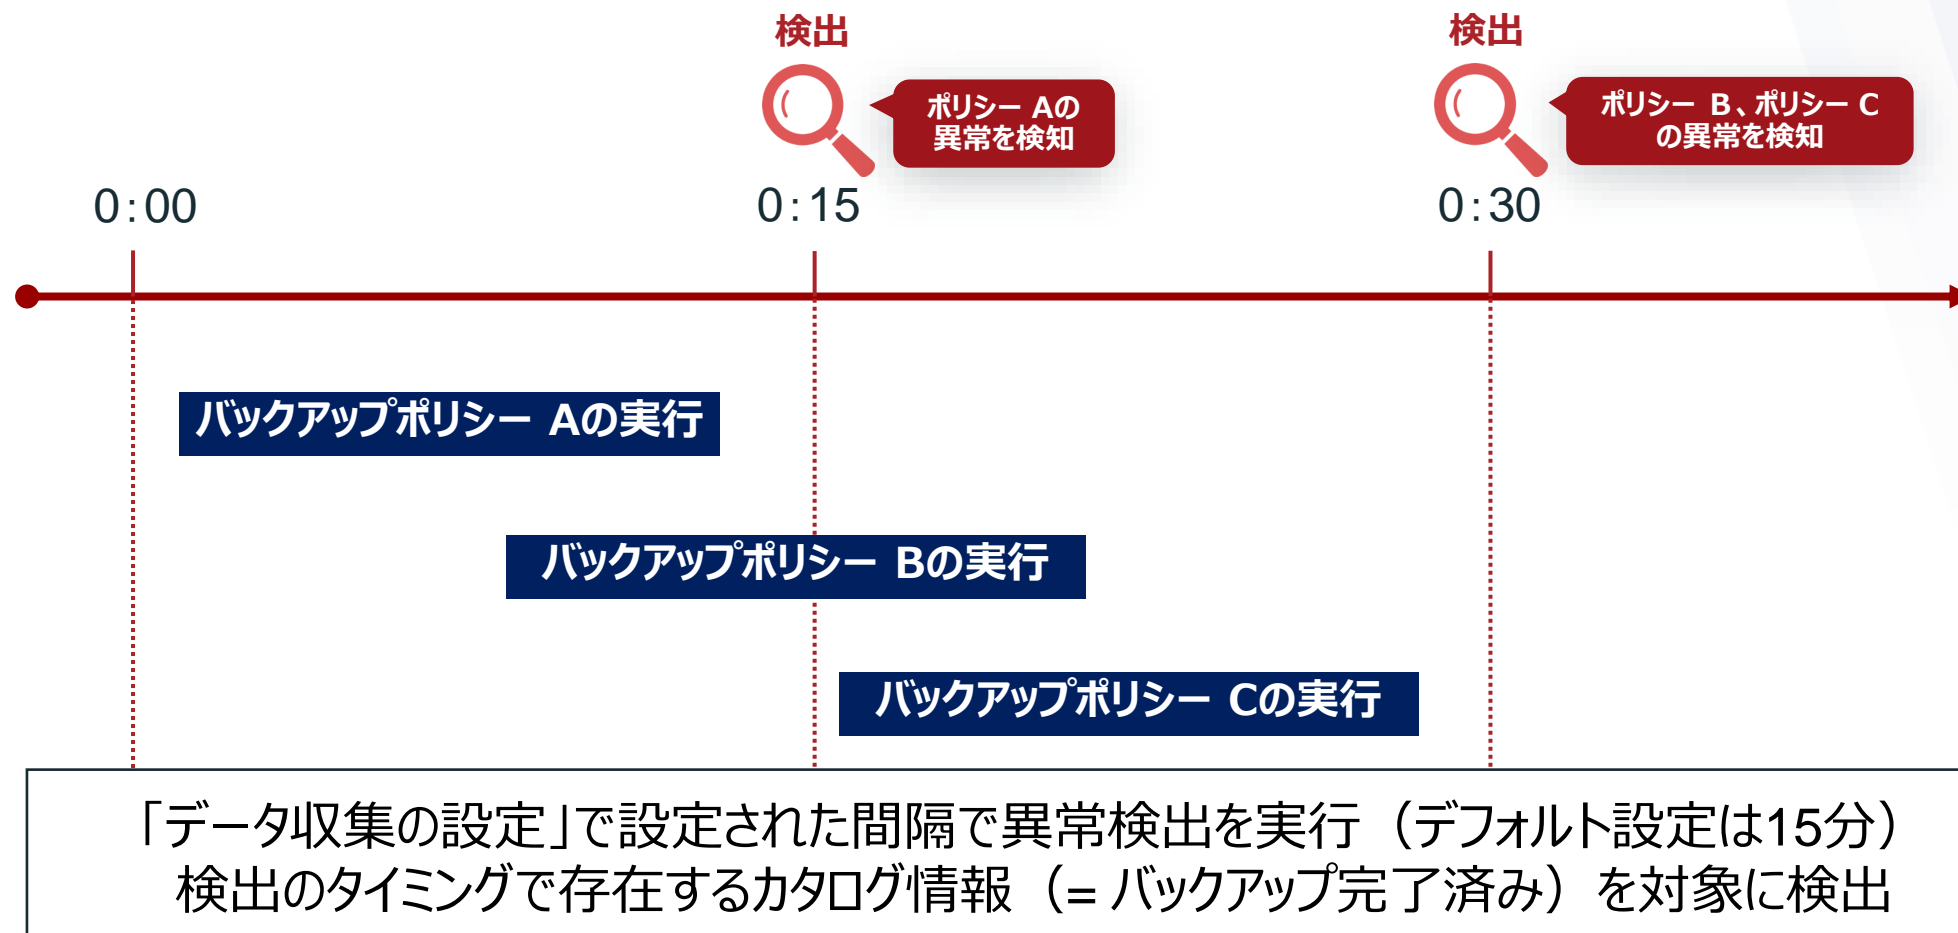 検出
検出
ポリシー Aの
異常を検知
ポリシー B、ポリシー C
の異常を検知
0:00
0:15
0:30
バックアップポリシー Aの実行
バックアップポリシー Bの実行
バックアップポリシー Cの実行
「データ収集の設定」で設定された間隔で異常検出を実行（デフォルト設定は15分）
検出のタイミングで存在するカタログ情報（= バックアップ完了済み）を対象に検出